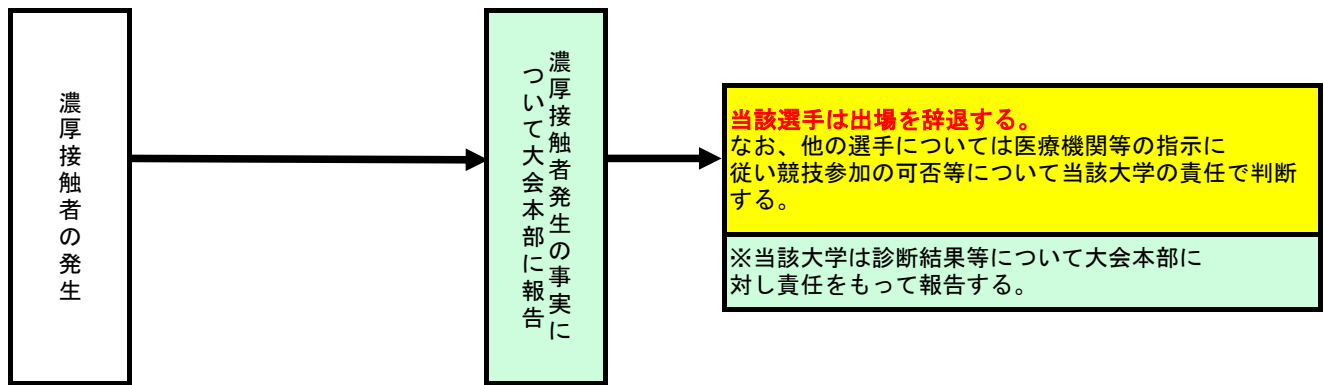 濃厚接触者の発生
濃厚接触者発生の事実に
ついて大会本部に報告
当該選手は出場を辞退する。
なお、他の選手については医療機関等の指示に
従い競技参加の可否等について当該大学の責任で判断
する。
※当該大学は診断結果等について大会本部に
対し責任をもって報告する。